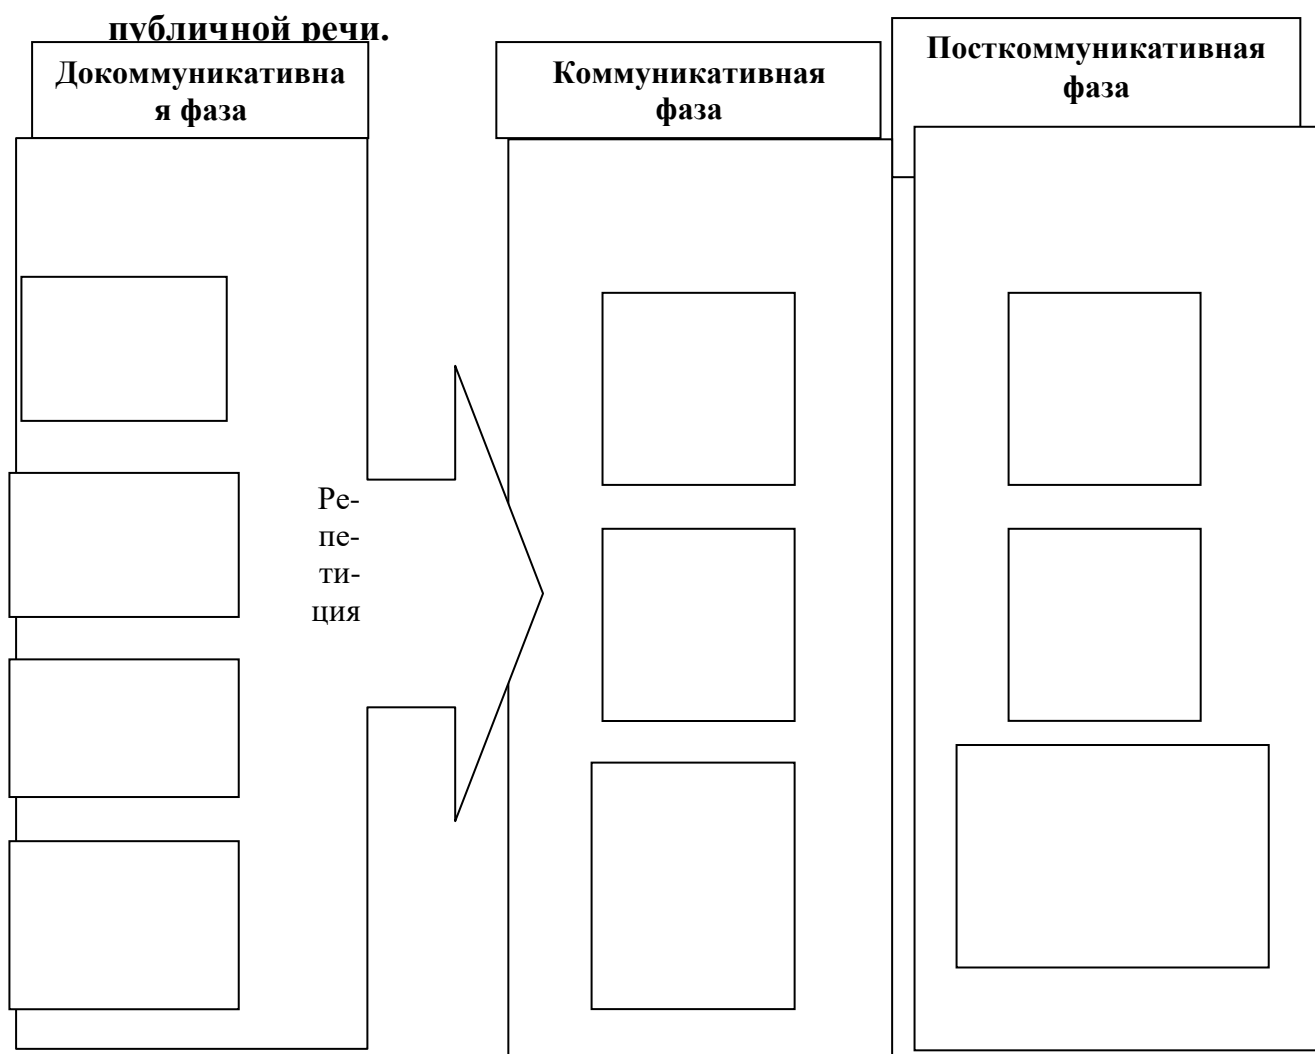 публичной речи.
Докоммуникативна
я фаза
Коммуникативная
фаза
Посткоммуникативная
фаза
Ре-
пе-
ти-
ция